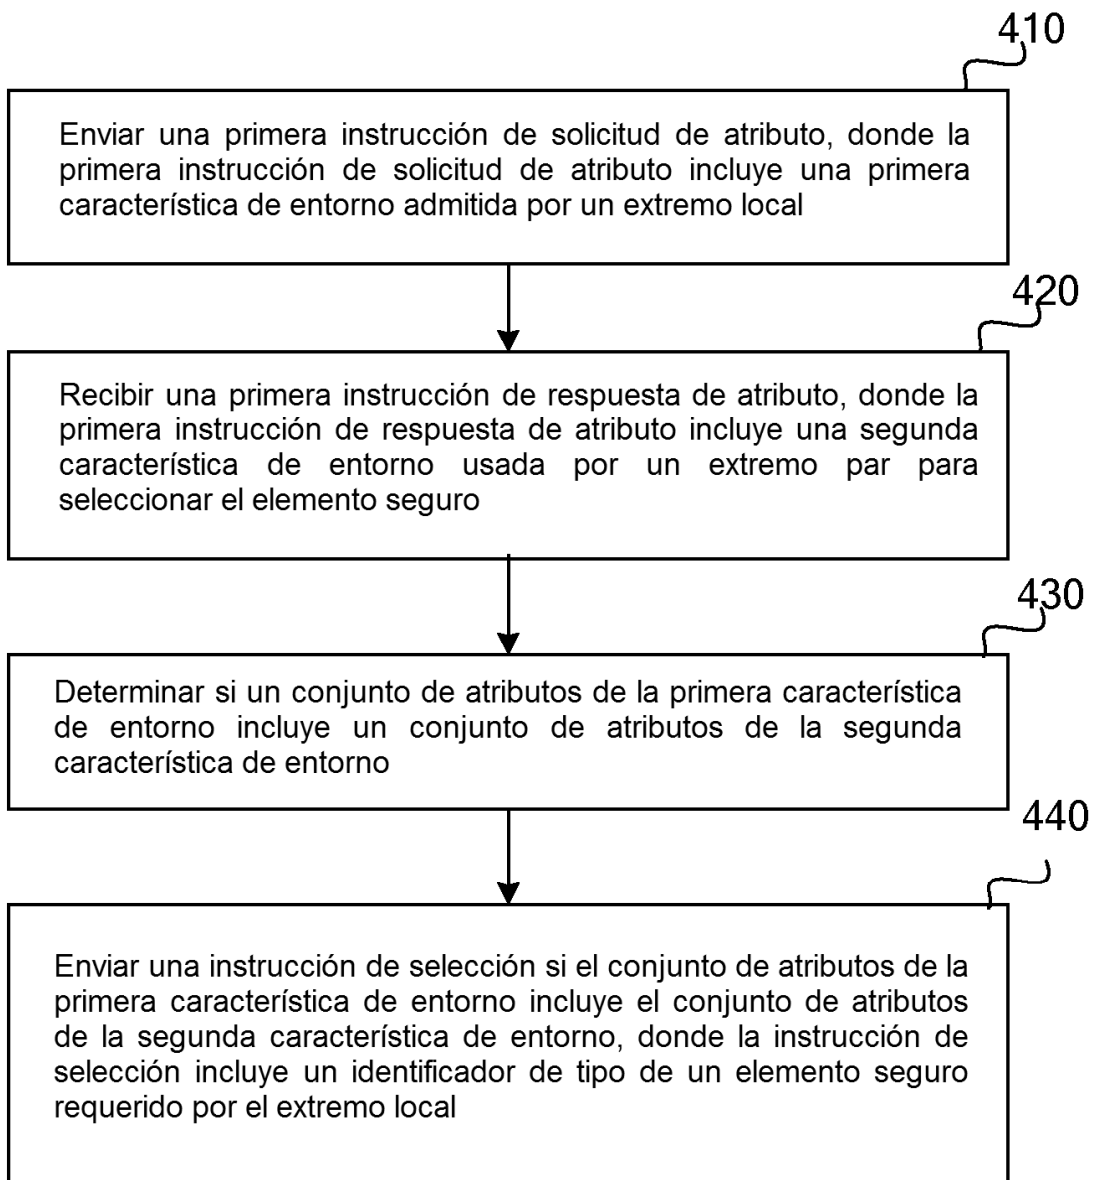 410
Enviar una primera instrucción de solicitud de atributo, donde la
primera instrucción de solicitud de atributo incluye una primera
característica de entorno admitida por un extremo local
420
Recibir una primera instrucción de respuesta de atributo, donde la
primera instrucción de respuesta de atributo incluye una segunda
característica de entorno usada por un extremo par para
seleccionar el elemento seguro
430
Determinar si un conjunto de atributos de la primera característica
de entorno incluye un conjunto de atributos de la segunda
característica de entorno
440
Enviar una instrucción de selección si el conjunto de atributos de la
primera característica de entorno incluye el conjunto de atributos
de la segunda característica de entorno, donde la instrucción de
selección incluye un identificador de tipo de un elemento seguro
requerido por el extremo local